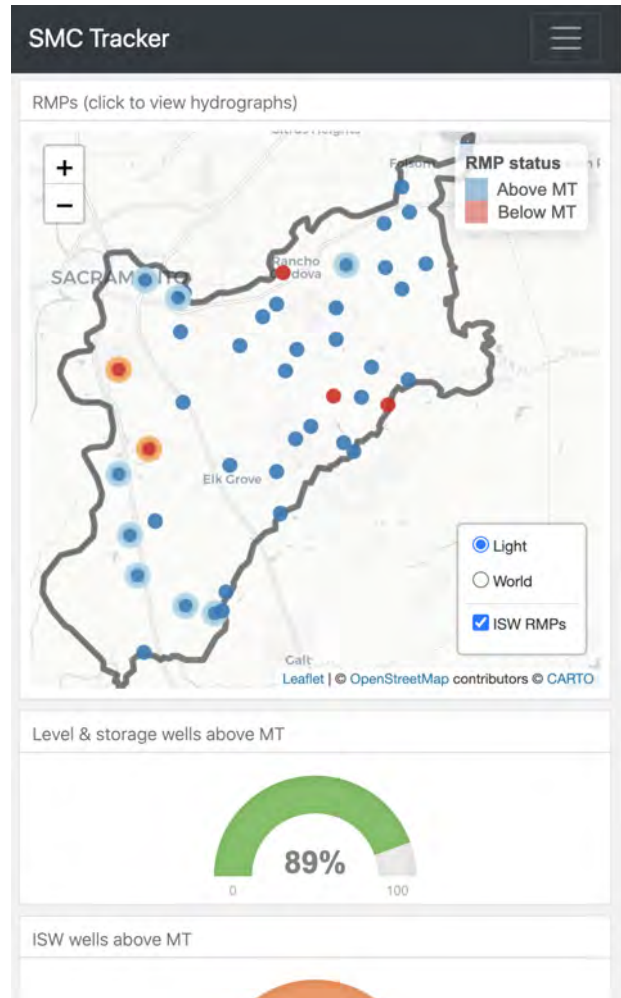 SMC Tracker
RMPs (click to view hydrographs)
+
−
RMP status
Above MT
Below MT
Folsom
Rancho
dova
SACRAMENTO
Elk Grove
Light
World
ISW RMPs
Galt
Leaflet | © OpenStreetMap contributors © CARTO
Level & storage wells above MT
89%
0
100
ISW wells above MT